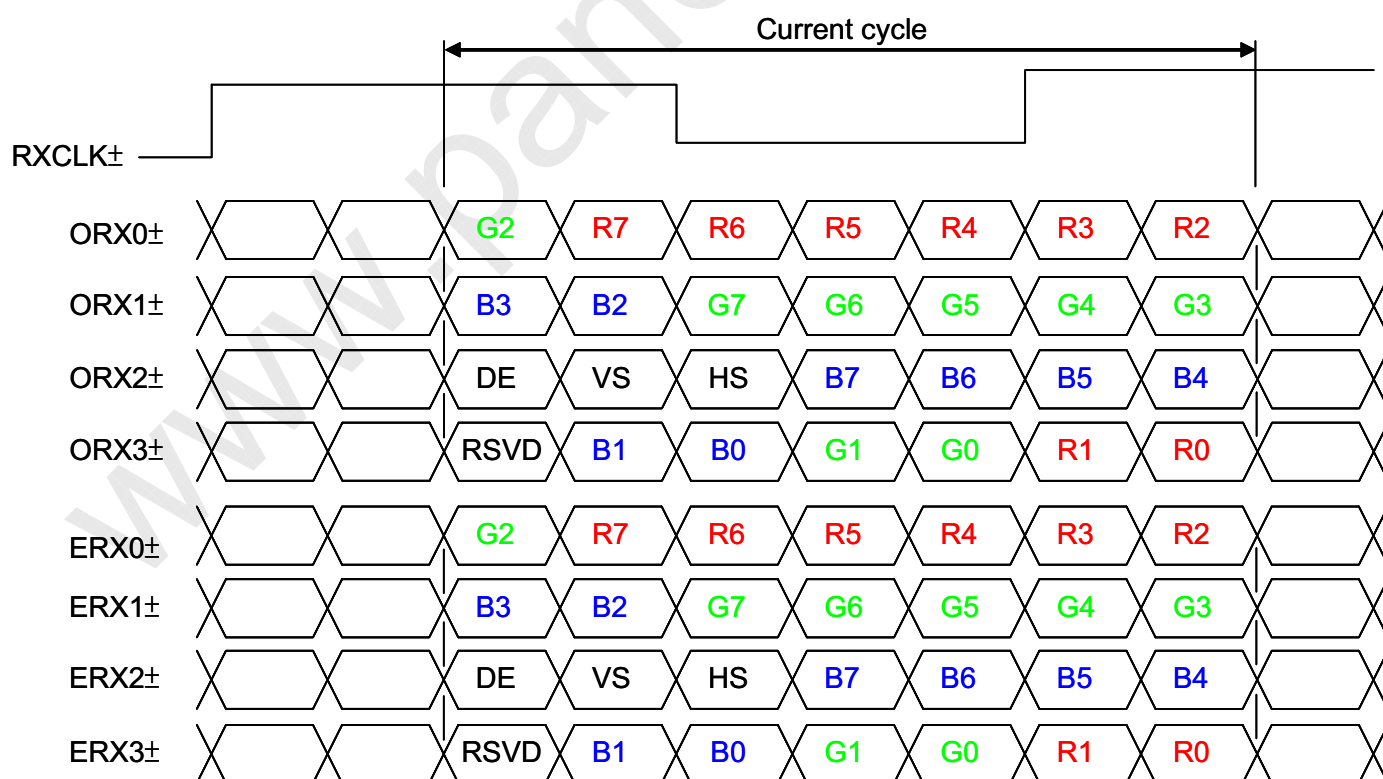 Current cycle
RXCLK±
ORX0± G2 R7 R6 R5 R4 R3 R2
ORX1± B3 B2 G7 G6 G5 G4 G3
ORX2± DE VS HS B7 B6 B5 B4
ORX3± RSVD B1 B0 G1 G0 R1 R0
ERX0± G2 R7 R6 R5 R4 R3 R2
ERX1± B3 B2 G7 G6 G5 G4 G3
ERX2± DE VS HS B7 B6 B5 B4
ERX3± RSVD B1 B0 G1 G0 R1 R0
www.pan